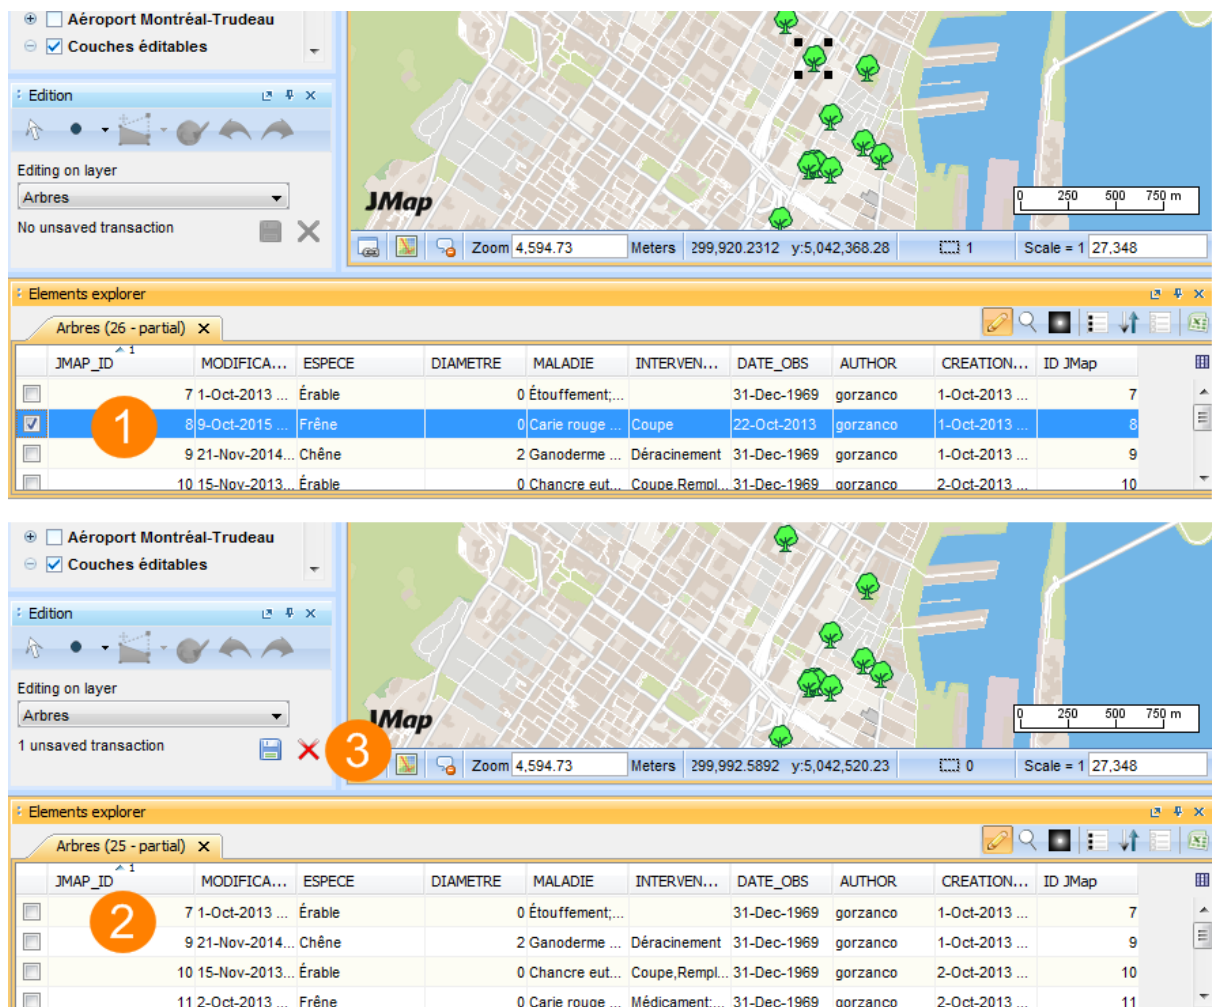 Aéroport Montréal-Trudeau
Couches éditables
Edition
Editing on layer
Arbres
No unsaved transaction
JMap
0 250 500 750 m
Zoom 4,594.73 Meters 299,920.2312 y:5,042,368.28 1 Scale = 1 27,348
Elements explorer
Arbres (26 - partial)
1
JMAP_ID MODIFICA... ESPECE DIAMETRE MALADIE INTERVEN... DATE_OBS AUTHOR CREATION... ID JMap
7 1-Oct-2013 ... Érable 0 Étouffement;... 31-Dec-1969 gorzanco 1-Oct-2013 ... 7
1 8 9-Oct-2015 ... Frêne 0 Carie rouge ... Coupe 22-Oct-2013 gorzanco 1-Oct-2013 ... 8
9 21-Nov-2014... Chêne 2 Ganoderme ... Déracinement 31-Dec-1969 gorzanco 1-Oct-2013 ... 9
10 15-Nov-2013... Érable 0 Chancre eut... Coupe,Rempl... 31-Dec-1969 gorzanco 2-Oct-2013 ... 10
Aéroport Montréal-Trudeau
Couches éditables
Edition
Editing on layer
Arbres
1 unsaved transaction
3
JMap
0 250 500 750 m
Zoom 4,594.73 Meters 299,992.5892 y:5,042,520.23 0 Scale = 1 27,348
Elements explorer
Arbres (25 - partial)
1
JMAP_ID MODIFICA... ESPECE DIAMETRE MALADIE INTERVEN... DATE_OBS AUTHOR CREATION... ID JMap
2
7 1-Oct-2013 ... Érable 0 Étouffement;... 31-Dec-1969 gorzanco 1-Oct-2013 ... 7
9 21-Nov-2014... Chêne 2 Ganoderme ... Déracinement 31-Dec-1969 gorzanco 1-Oct-2013 ... 9
10 15-Nov-2013... Érable 0 Chancre eut... Coupe,Rempl... 31-Dec-1969 gorzanco 2-Oct-2013 ... 10
11 2-Oct-2013 ... Frêne 0 Carie rouge ... Médicament;... 31-Dec-1969 gorzanco 2-Oct-2013 ... 11